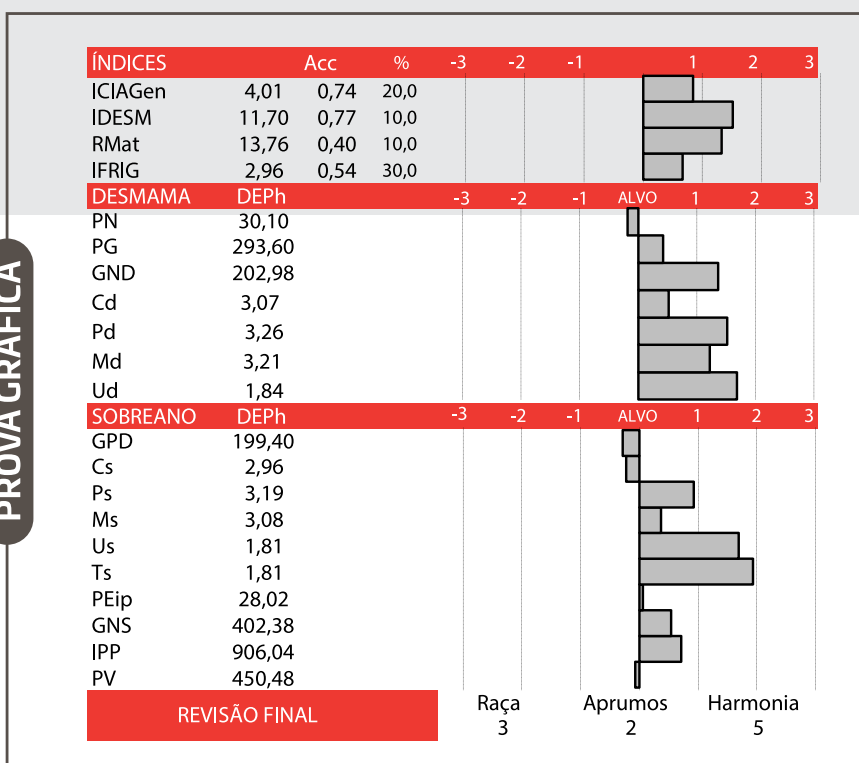 PROVA GRÁFICA
ÍNDICES Acc % -3 -2 -1 1 2 3
ICIAGen 4,01 0,74 20,0
IDESM 11,70 0,77 10,0
RMat 13,76 0,40 10,0
IFRIG 2,96 0,54 30,0
DESMAMA DEPh -3 -2 -1 ALVO 1 2 3
PN 30,10
PG 293,60
GND 202,98
Cd 3,07
Pd 3,26
Md 3,21
Ud 1,84
SOBREANO DEPh -3 -2 -1 ALVO 1 2 3
GPD 199,40
Cs 2,96
Ps 3,19
Ms 3,08
Us 1,81
Ts 1,81
PEip 28,02
GNS 402,38
IPP 906,04
PV 450,48
REVISÃO FINAL Raça Aprumos Harmonia
3 2 5